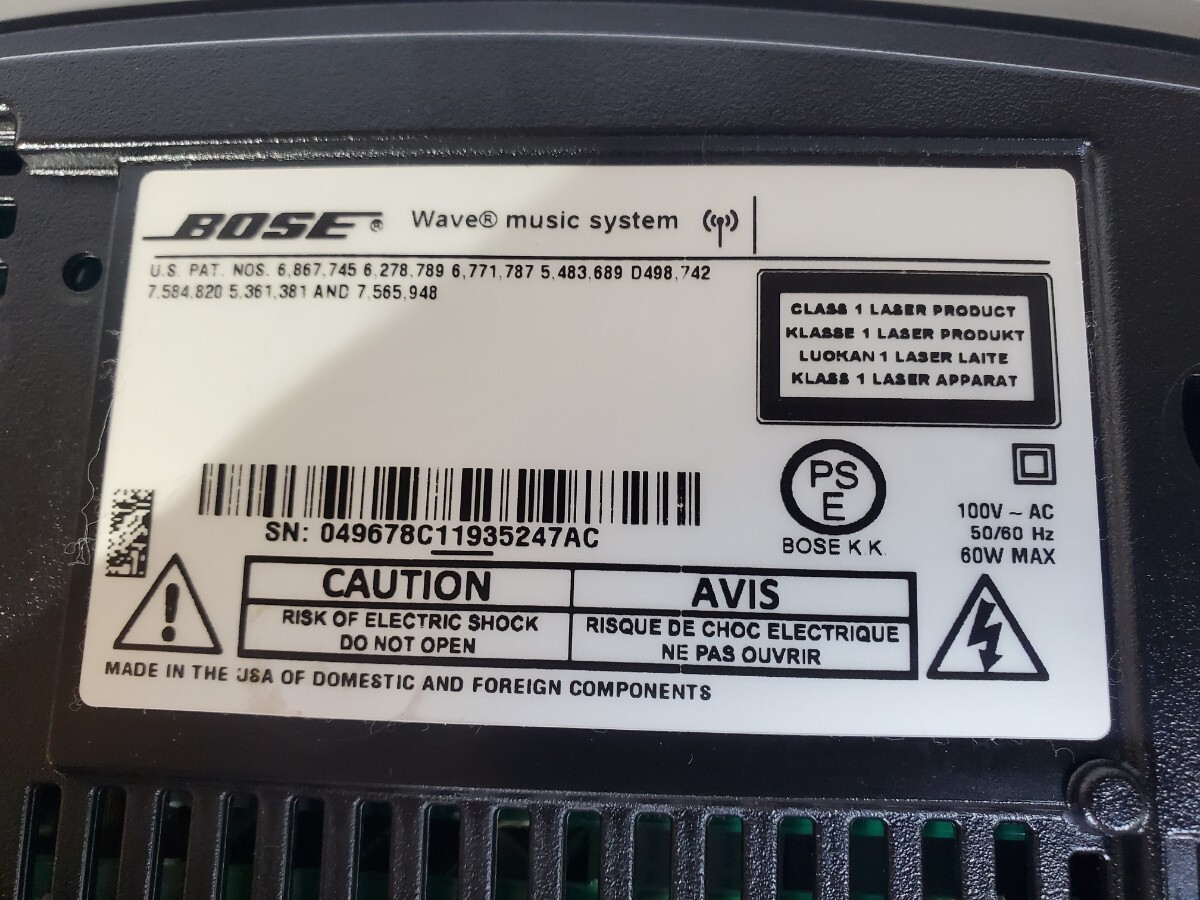 BOSE® Wave® music system
U.S. PAT. NOS. 6,867,745 6,278,789 6,771,787 5,483,689 D498,742
7,584,820 5,361,381 AND 7,565,948
CLASS 1 LASER PRODUCT
KLASSE 1 LASER PRODUKT
LUOKAN 1 LASER LAITE
KLASS 1 LASER APPARAT
PS
E
BOSE K.K.
100V ~ AC
50/60 Hz
60W MAX
SN: 049678C11935247AC
CAUTION
RISK OF ELECTRIC SHOCK
DO NOT OPEN
AVIS
RISQUE DE CHOC ELECTRIQUE
NE PAS OUVRIR
MADE IN THE USA OF DOMESTIC AND FOREIGN COMPONENTS